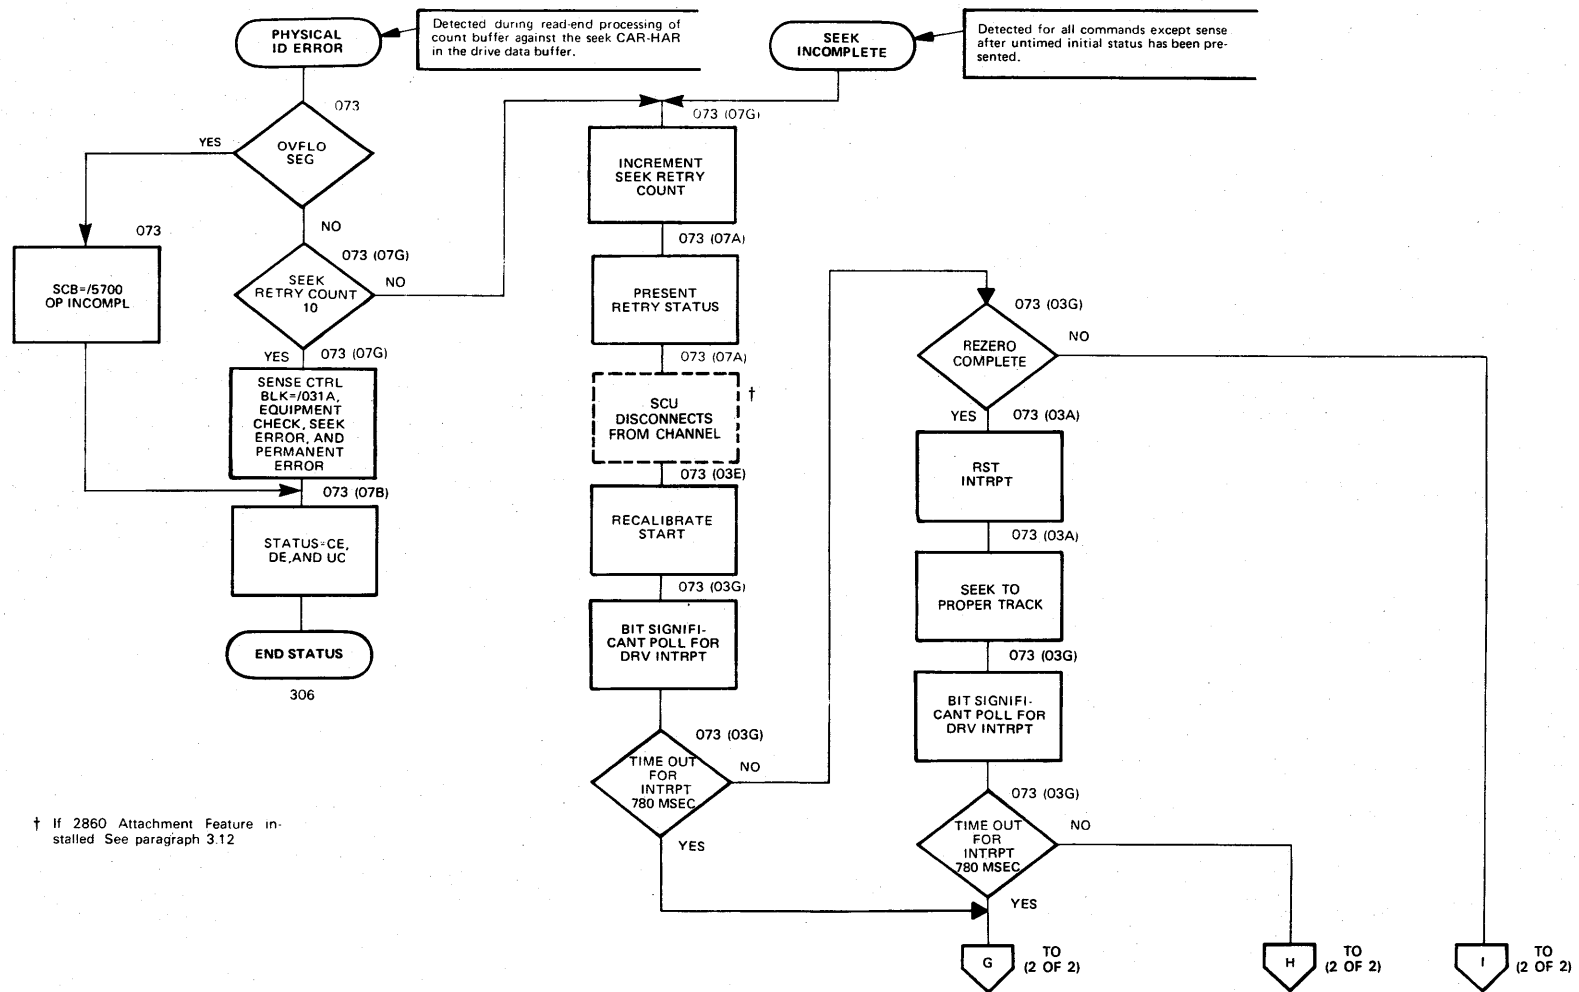 PHYSICAL
ID ERROR
Detected during read-end processing of
count buffer against the seek CAR-HAR
in the drive data buffer.
SEEK
INCOMPLETE
Detected for all commands except sense
after untimed initial status has been pre-
sented.
073
OVFLO
SEG
YES
NO
073
SCB=/5700
OP INCOMPL
073 (07G)
SEEK
RETRY COUNT
10
NO
YES
073 (07G)
SENSE CTRL
BLK=/031A,
EQUIPMENT
CHECK, SEEK
ERROR, AND
PERMANENT
ERROR
073 (07B)
STATUS=CE,
DE,AND UC
END STATUS
306
073 (07G)
INCREMENT
SEEK RETRY
COUNT
073 (07A)
PRESENT
RETRY STATUS
073 (07A)
SCU
DISCONNECTS
FROM CHANNEL
†
073 (03E)
RECALIBRATE
START
073 (03G)
BIT SIGNIFI-
CANT POLL FOR
DRV INTRPT
073 (03G)
TIME OUT
FOR
INTRPT
780 MSEC
NO
YES
073 (03G)
REZERO
COMPLETE
NO
YES
073 (03A)
RST
INTRPT
073 (03A)
SEEK TO
PROPER TRACK
073 (03G)
BIT SIGNIFI-
CANT POLL FOR
DRV INTRPT
073 (03G)
TIME OUT
FOR
INTRPT
780 MSEC
NO
YES
† If 2860 Attachment Feature in-
stalled See paragraph 3.12
G
TO
(2 OF 2)
H
TO
(2 OF 2)
I
TO
(2 OF 2)